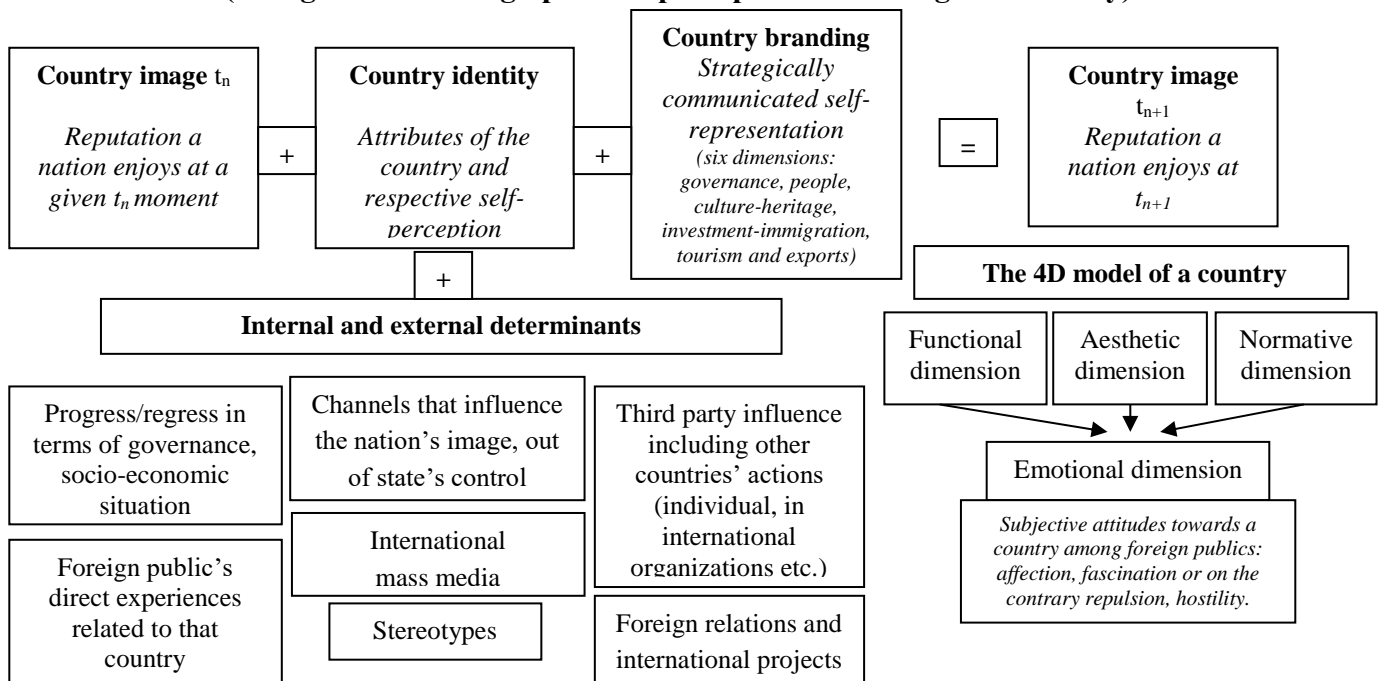 Country image tn
Reputation a
nation enjoys at a
given tn moment
+
Country identity
Attributes of the
country and
respective self-
perception
+
Country branding
Strategically
communicated self-
representation
(six dimensions:
governance, people,
culture-heritage,
investment-immigration,
tourism and exports)
=
Country image
tn+1
Reputation a
nation enjoys at
tn+1
+
Internal and external determinants
Progress/regress in
terms of governance,
socio-economic
situation
Foreign public's
direct experiences
related to that
country
Channels that influence
the nation's image, out
of state's control
International
mass media
Stereotypes
Third party influence
including other
countries' actions
(individual, in
international
organizations etc.)
Foreign relations and
international projects
The 4D model of a country
Functional
dimension
Aesthetic
dimension
Normative
dimension
Emotional dimension
Subjective attitudes towards a
country among foreign publics:
affection, fascination or on the
contrary repulsion, hostility.